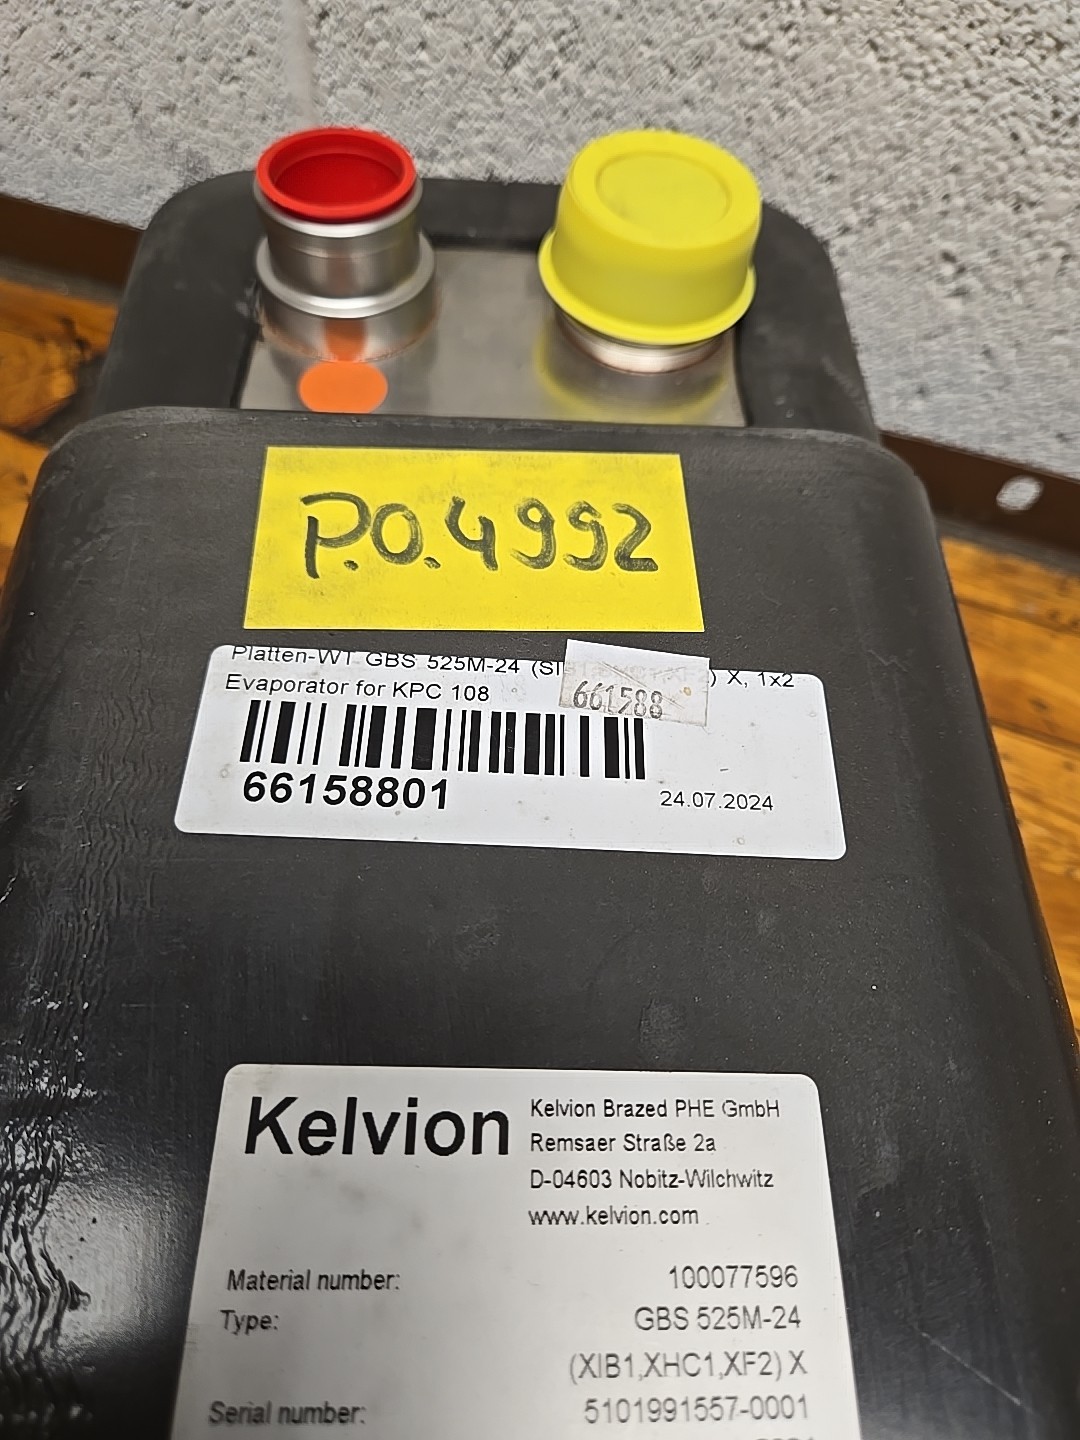 P.O. 4992
Platten-WT GBS 525M-24 ) X, 1x2
661588
Evaporator for KPC 108
66158801
24.07.2024
Kelvion
Kelvion Brazed PHE GmbH
Remsaer Straße 2a
D-04603 Nobitz-Wilchwitz
www.kelvion.com
Material number: 100077596
Type: GBS 525M-24
(XIB1,XHC1,XF2) X
Serial number: 5101991557-0001